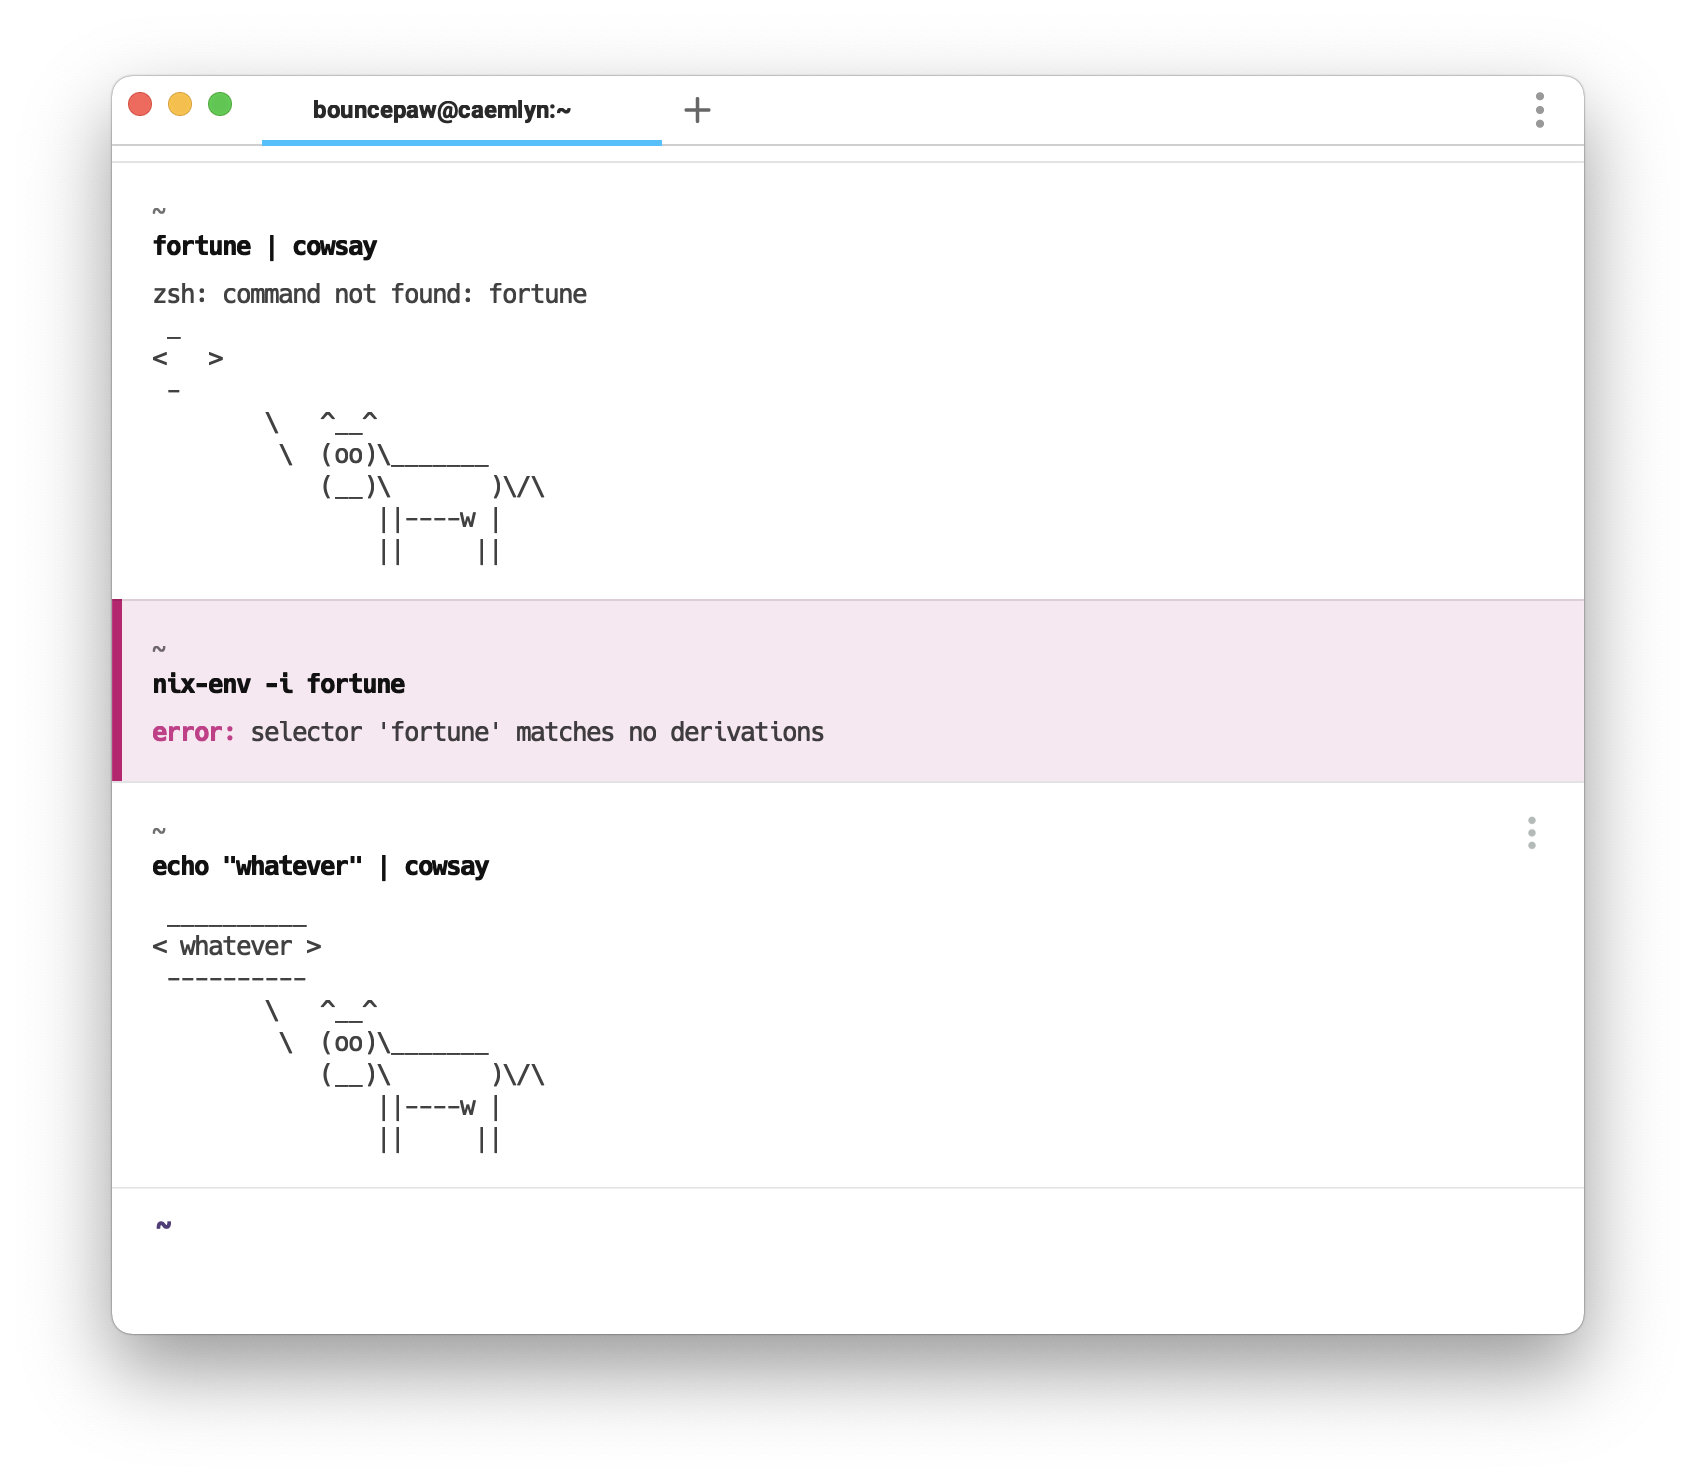 bouncepaw@caemlyn:~ +
~
fortune | cowsay
zsh: command not found: fortune
 _
<   >
 -
        \   ^__^
         \  (oo)\_______
            (__)\       )\/\
                ||----w |
                ||     ||
~
nix-env -i fortune
error: selector 'fortune' matches no derivations
~
echo "whatever" | cowsay
 __________
< whatever >
 ----------
        \   ^__^
         \  (oo)\_______
            (__)\       )\/\
                ||----w |
                ||     ||
~